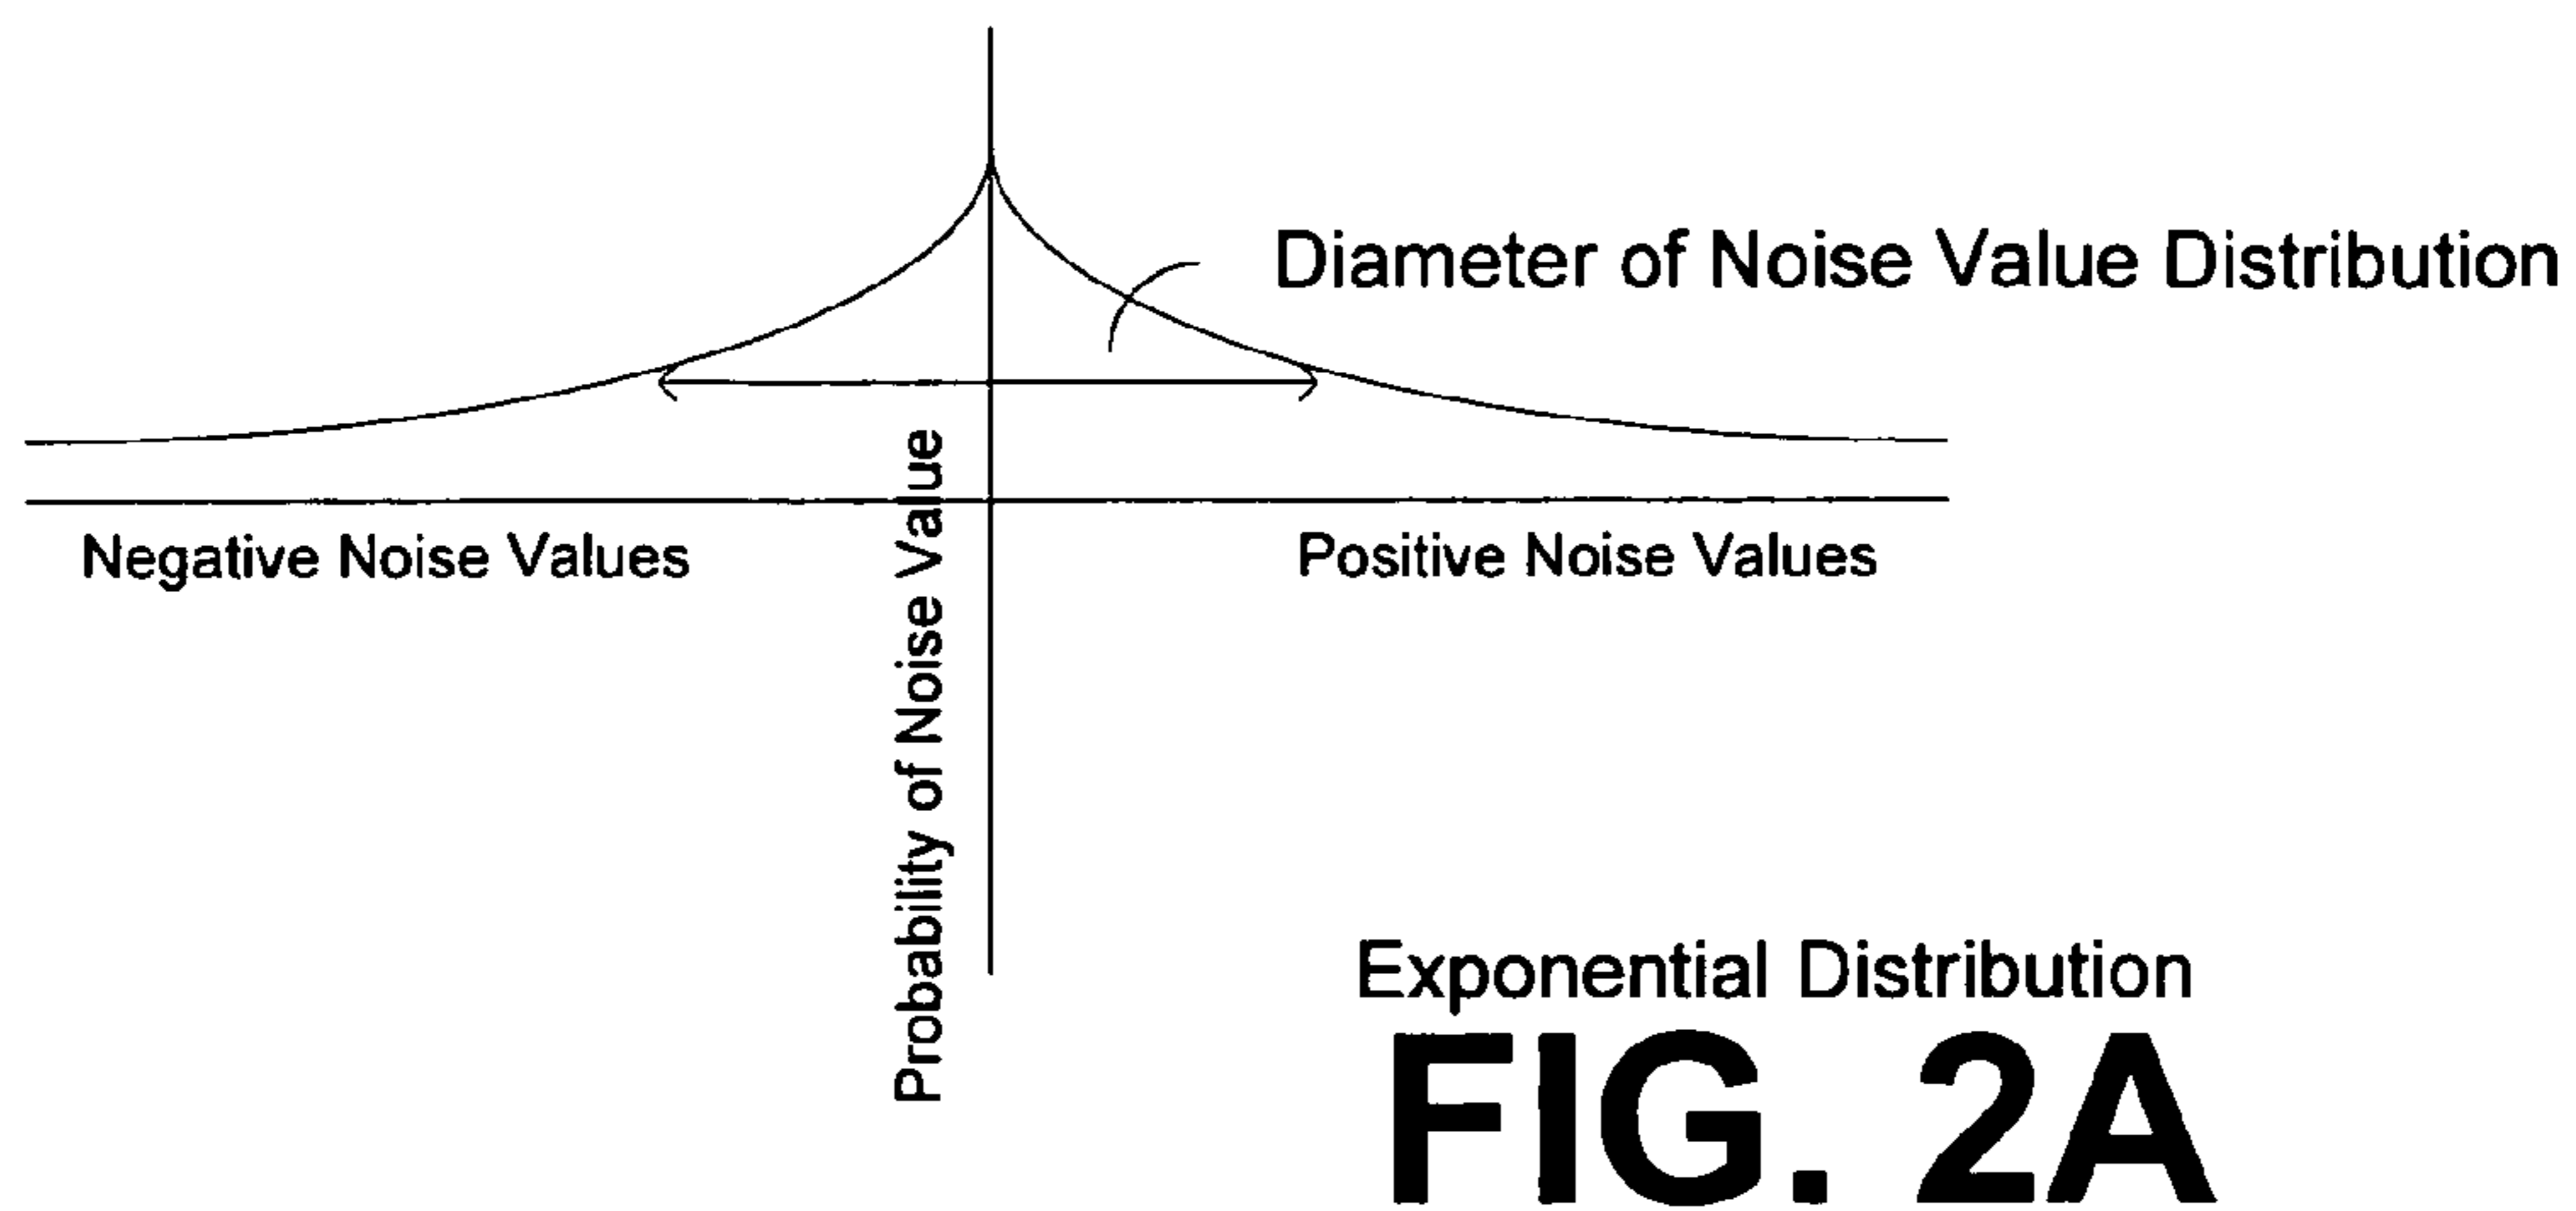 Diameter of Noise Value Distribution
Negative Noise Values
Positive Noise Values
Probability of Noise Value
Exponential Distribution
FIG. 2A